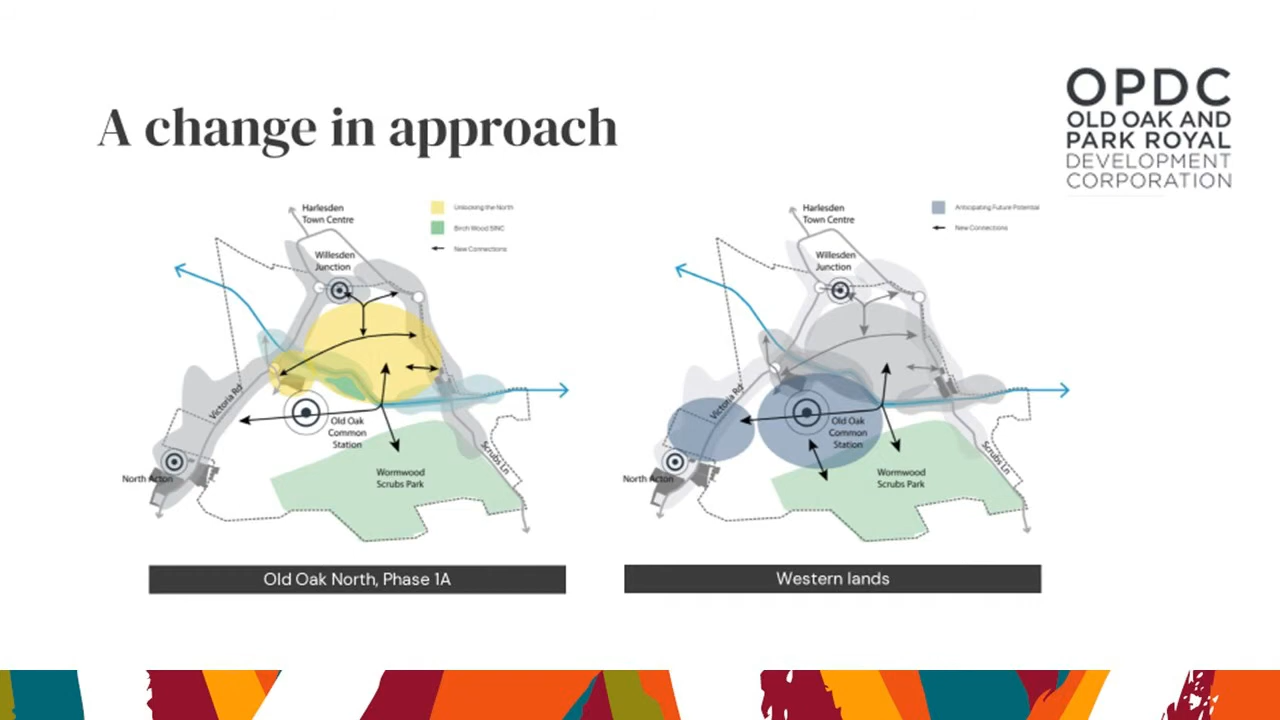 A change in approach
OPDC
OLD OAK AND
PARK ROYAL
DEVELOPMENT
CORPORATION
Harlesden
Town Centre
Willesden
Junction
Victoria Rd
Old Oak
Common
Station
North Acton
Wormwood
Scrubs Park
Scrubs Ln
Unlocking the North
Birch Wood SINC
New Connections
Old Oak North, Phase 1A
Harlesden
Town Centre
Willesden
Junction
Victoria Rd
Old Oak
Common
Station
North Acton
Wormwood
Scrubs Park
Scrubs Ln
Anticipating Future Potential
New Connections
Western lands